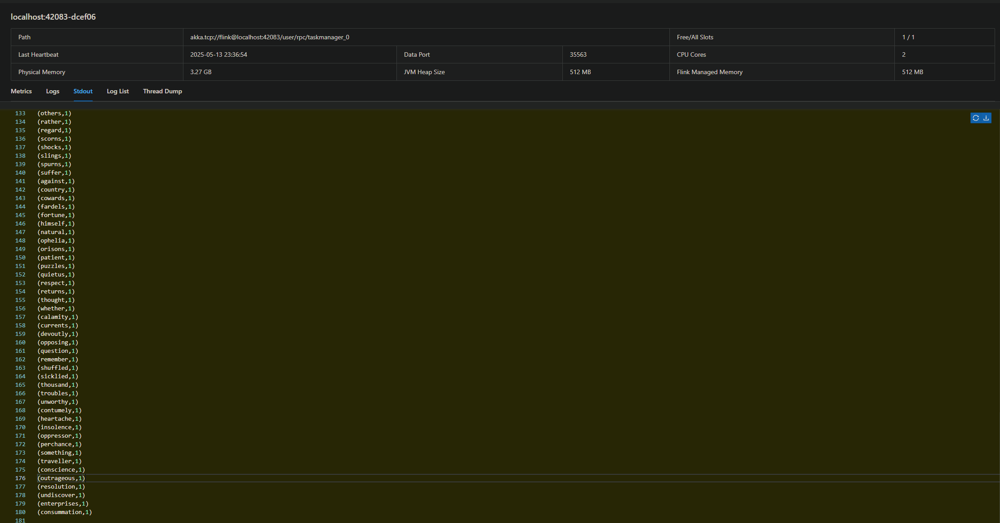 localhost:42083-dcef06
Path akka.tcp://flink@localhost:42083/user/rpc/taskmanager_0 Free/All Slots 1 / 1
Last Heartbeat 2025-05-13 23:36:54 Data Port 35563 CPU Cores 2
Physical Memory 3.27 GB JVM Heap Size 512 MB Flink Managed Memory 512 MB
Metrics Logs Stdout Log List Thread Dump
133 (others,1)
134 (rather,1)
135 (regard,1)
136 (scorns,1)
137 (shocks,1)
138 (slings,1)
139 (spurns,1)
140 (suffer,1)
141 (against,1)
142 (country,1)
143 (cowards,1)
144 (fardels,1)
145 (fortune,1)
146 (himself,1)
147 (natural,1)
148 (ophelia,1)
149 (orisons,1)
150 (patient,1)
151 (puzzles,1)
152 (quietus,1)
153 (respect,1)
154 (returns,1)
155 (thought,1)
156 (whether,1)
157 (calamity,1)
158 (currents,1)
159 (devoutly,1)
160 (opposing,1)
161 (question,1)
162 (remember,1)
163 (shuffled,1)
164 (sicklied,1)
165 (thousand,1)
166 (troubles,1)
167 (unworthy,1)
168 (contumely,1)
169 (heartache,1)
170 (insolence,1)
171 (oppressor,1)
172 (perchance,1)
173 (something,1)
174 (traveller,1)
175 (conscience,1)
176 (outrageous,1)
177 (resolution,1)
178 (undiscover,1)
179 (enterprises,1)
180 (consummation,1)
181